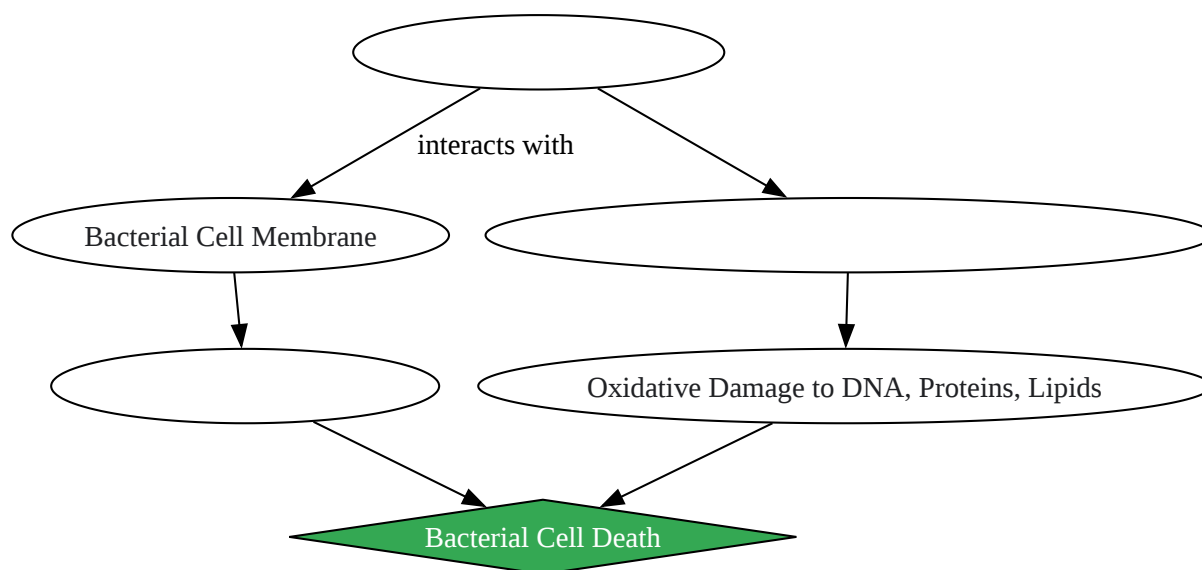 interacts with
Bacterial Cell Membrane
Oxidative Damage to DNA, Proteins, Lipids
Bacterial Cell Death